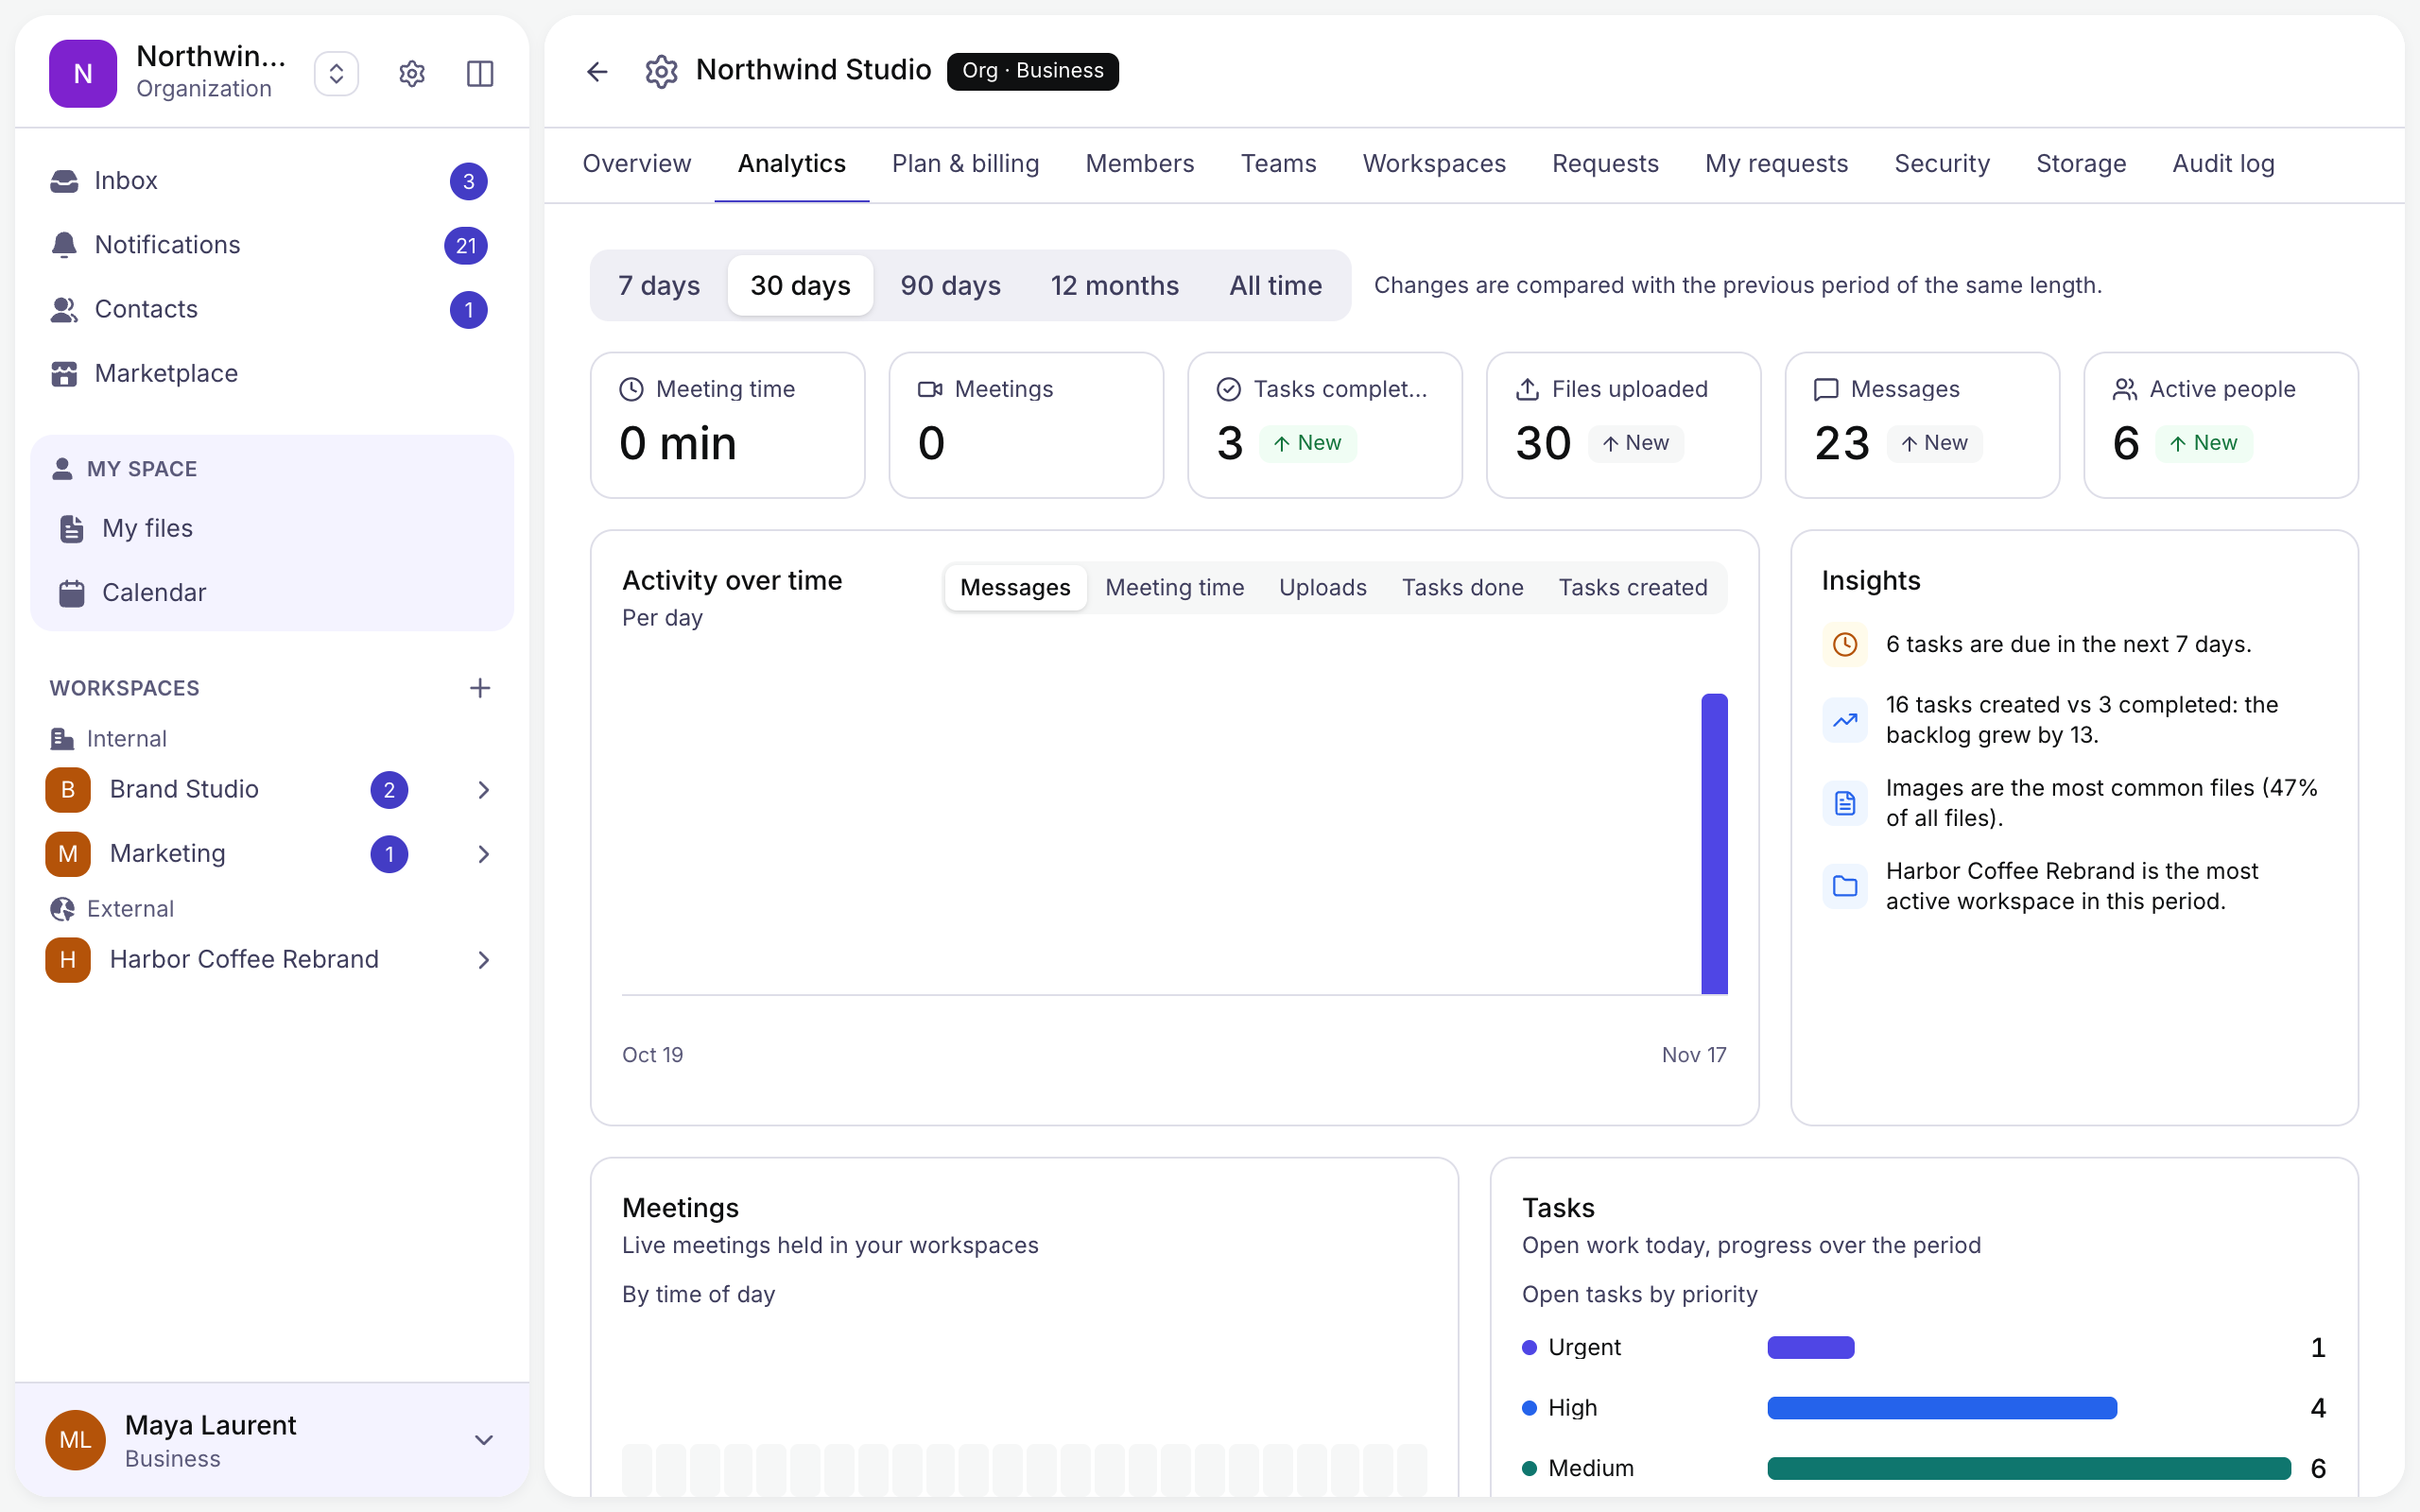 N
Northwin...
Organization
Inbox
3
Notifications
21
Contacts
1
Marketplace
MY SPACE
My files
Calendar
WORKSPACES
Internal
B
Brand Studio
2
M
Marketing
1
External
H
Harbor Coffee Rebrand
ML
Maya Laurent
Business
Northwind Studio
Org · Business
Overview
Analytics
Plan & billing
Members
Teams
Workspaces
Requests
My requests
Security
Storage
Audit log
7 days
30 days
90 days
12 months
All time
Changes are compared with the previous period of the same length.
Meeting time
0 min
Meetings
0
Tasks complet...
3
New
Files uploaded
30
New
Messages
23
New
Active people
6
New
Activity over time
Per day
Messages
Meeting time
Uploads
Tasks done
Tasks created
Oct 19
Nov 17
Insights
6 tasks are due in the next 7 days.
16 tasks created vs 3 completed: the
backlog grew by 13.
Images are the most common files (47%
of all files).
Harbor Coffee Rebrand is the most
active workspace in this period.
Meetings
Live meetings held in your workspaces
By time of day
Tasks
Open work today, progress over the period
Open tasks by priority
Urgent
1
High
4
Medium
6